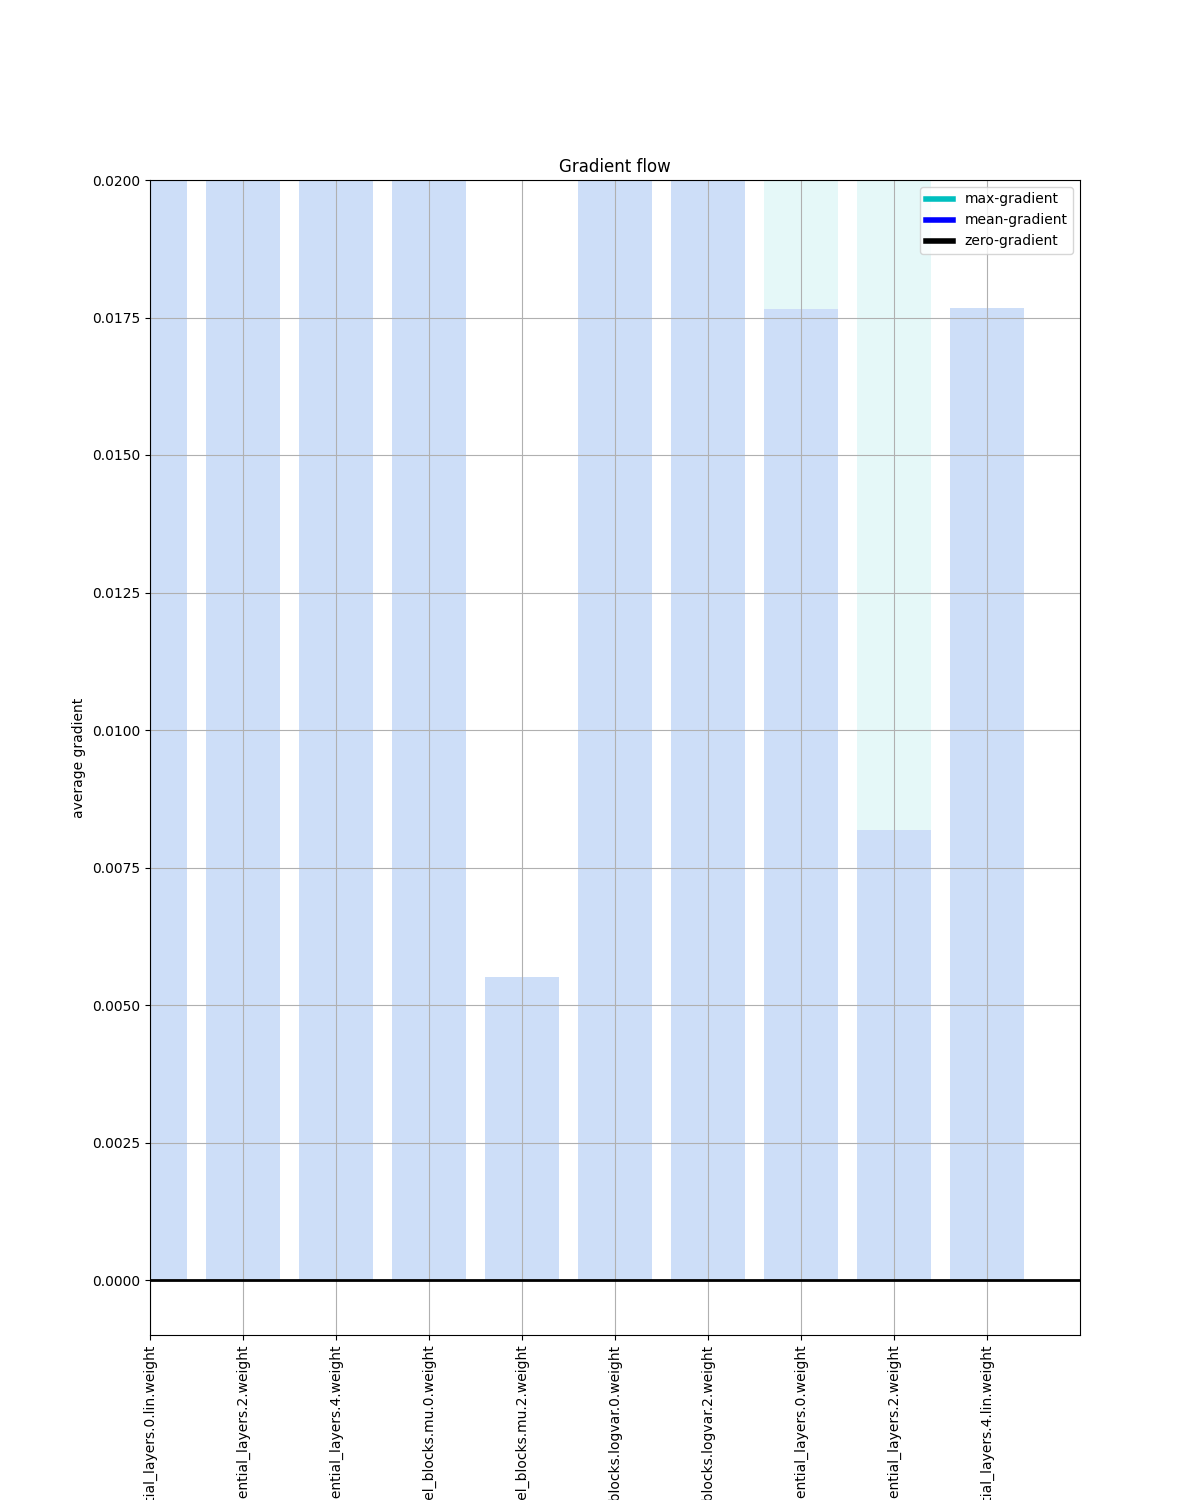 Gradient flow
max-gradient
mean-gradient
zero-gradient
0.0200
0.0175
0.0150
0.0125
0.0100
0.0075
0.0050
0.0025
0.0000
average gradient
tial_layers.0.lin.weight
ential_layers.2.weight
ential_layers.4.weight
el_blocks.mu.0.weight
el_blocks.mu.2.weight
blocks.logvar.0.weight
blocks.logvar.2.weight
ential_layers.0.weight
ential_layers.2.weight
tial_layers.4.lin.weight